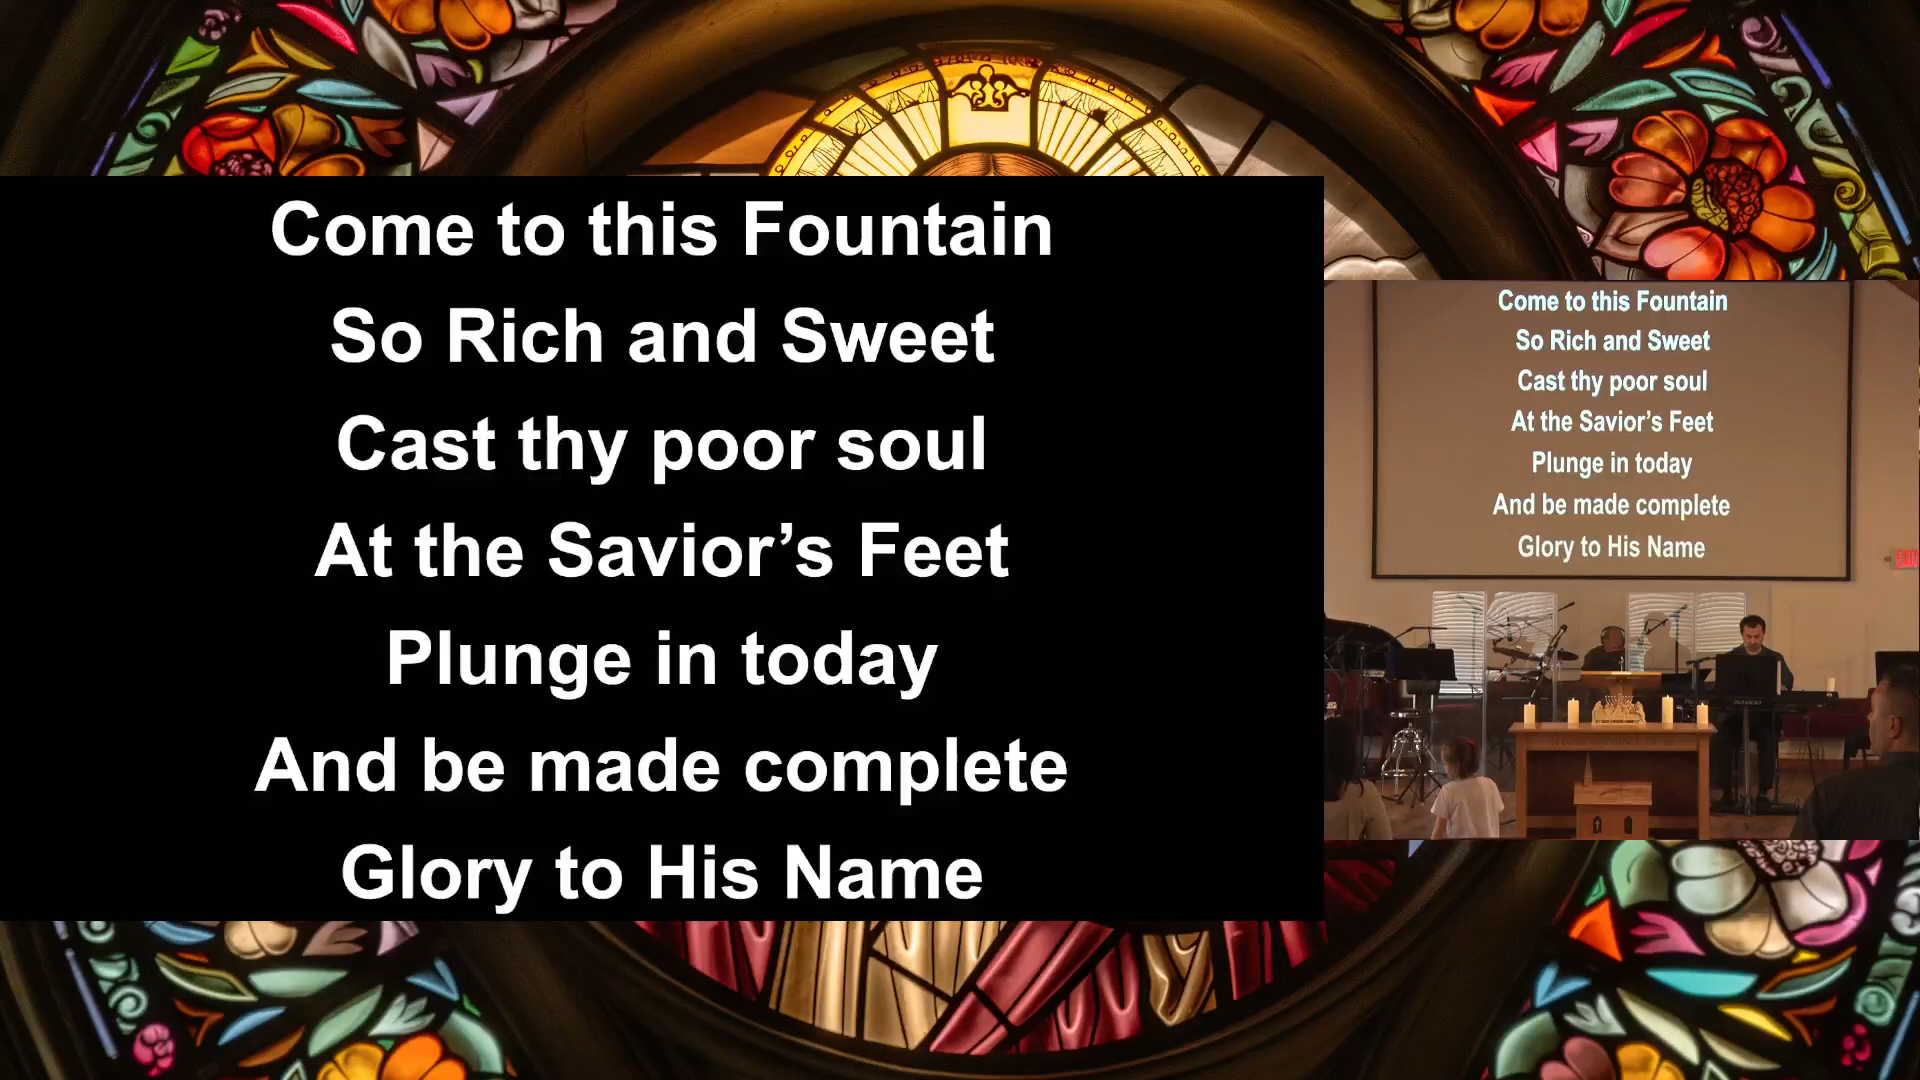 Come to this Fountain
So Rich and Sweet
Cast thy poor soul
At the Savior’s Feet
Plunge in today
And be made complete
Glory to His Name
Come to this Fountain
So Rich and Sweet
Cast thy poor soul
At the Savior’s Feet
Plunge in today
And be made complete
Glory to His Name